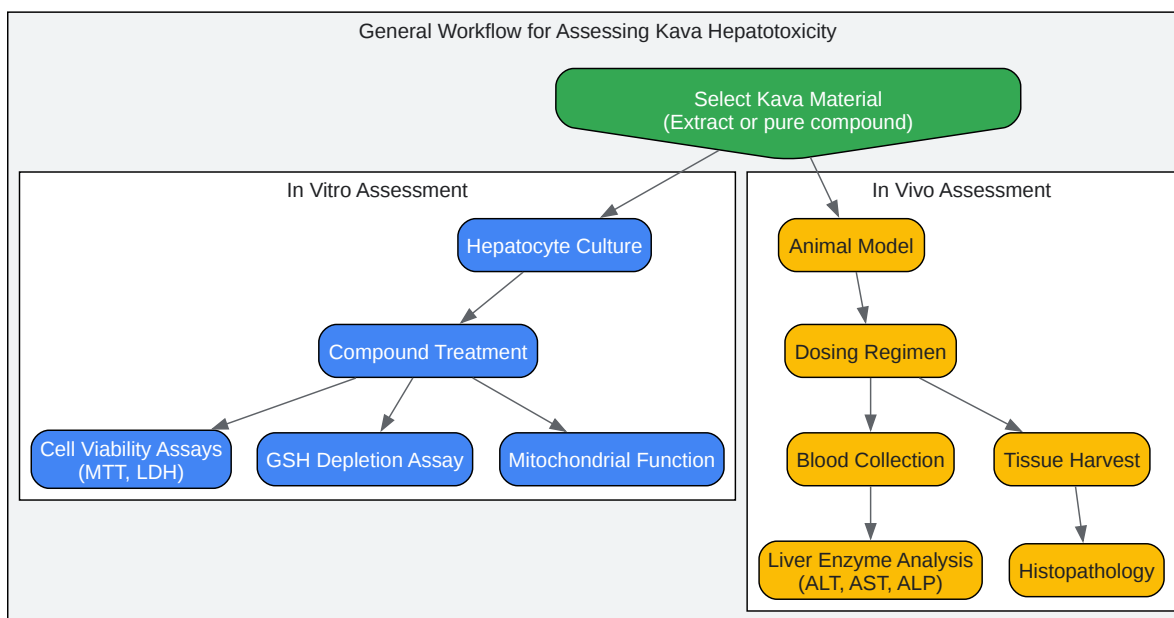 General Workflow for Assessing Kava Hepatotoxicity
Select Kava Material
(Extract or pure compound)
In Vitro Assessment
Hepatocyte Culture
Compound Treatment
Cell Viability Assays
(MTT, LDH)
GSH Depletion Assay
Mitochondrial Function
In Vivo Assessment
Animal Model
Dosing Regimen
Blood Collection
Tissue Harvest
Liver Enzyme Analysis
(ALT, AST, ALP)
Histopathology